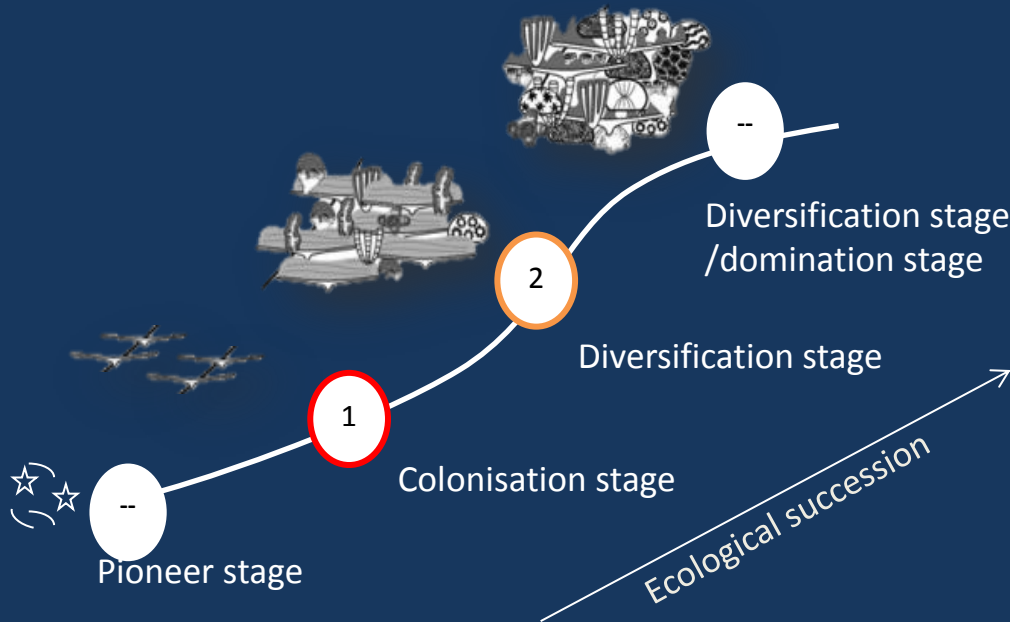 --
Diversification stage
/domination stage
2
Diversification stage
1
Colonisation stage
--
Pioneer stage
Ecological succession